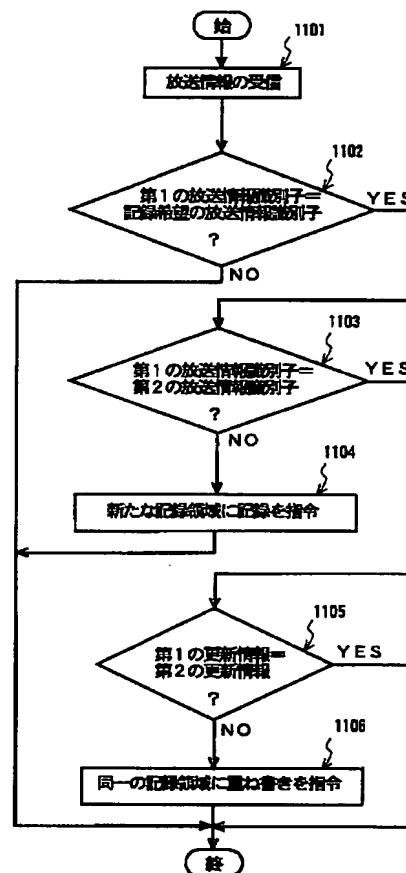 始
1101
放送情報の受信
1102
第1の放送情報識別子＝
記録希望の放送情報識別子
?
YES
NO
1103
第1の放送情報識別子＝
第2の放送情報識別子
?
YES
NO
1104
新たな記録領域に記録を指令
1105
第1の更新情報＝
第2の更新情報
?
YES
NO
1106
同一の記録領域に重ね書きを指令
終